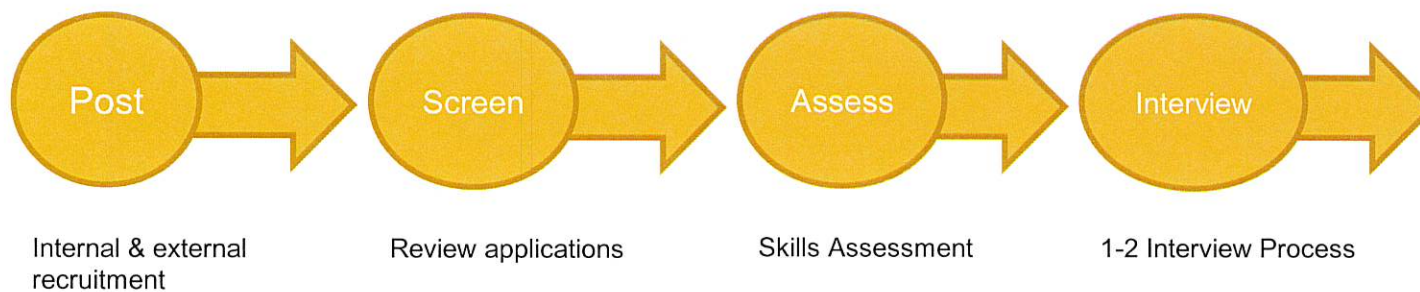 Post
Screen
Assess
Interview
Internal & external
recruitment
Review applications
Skills Assessment
1-2 Interview Process